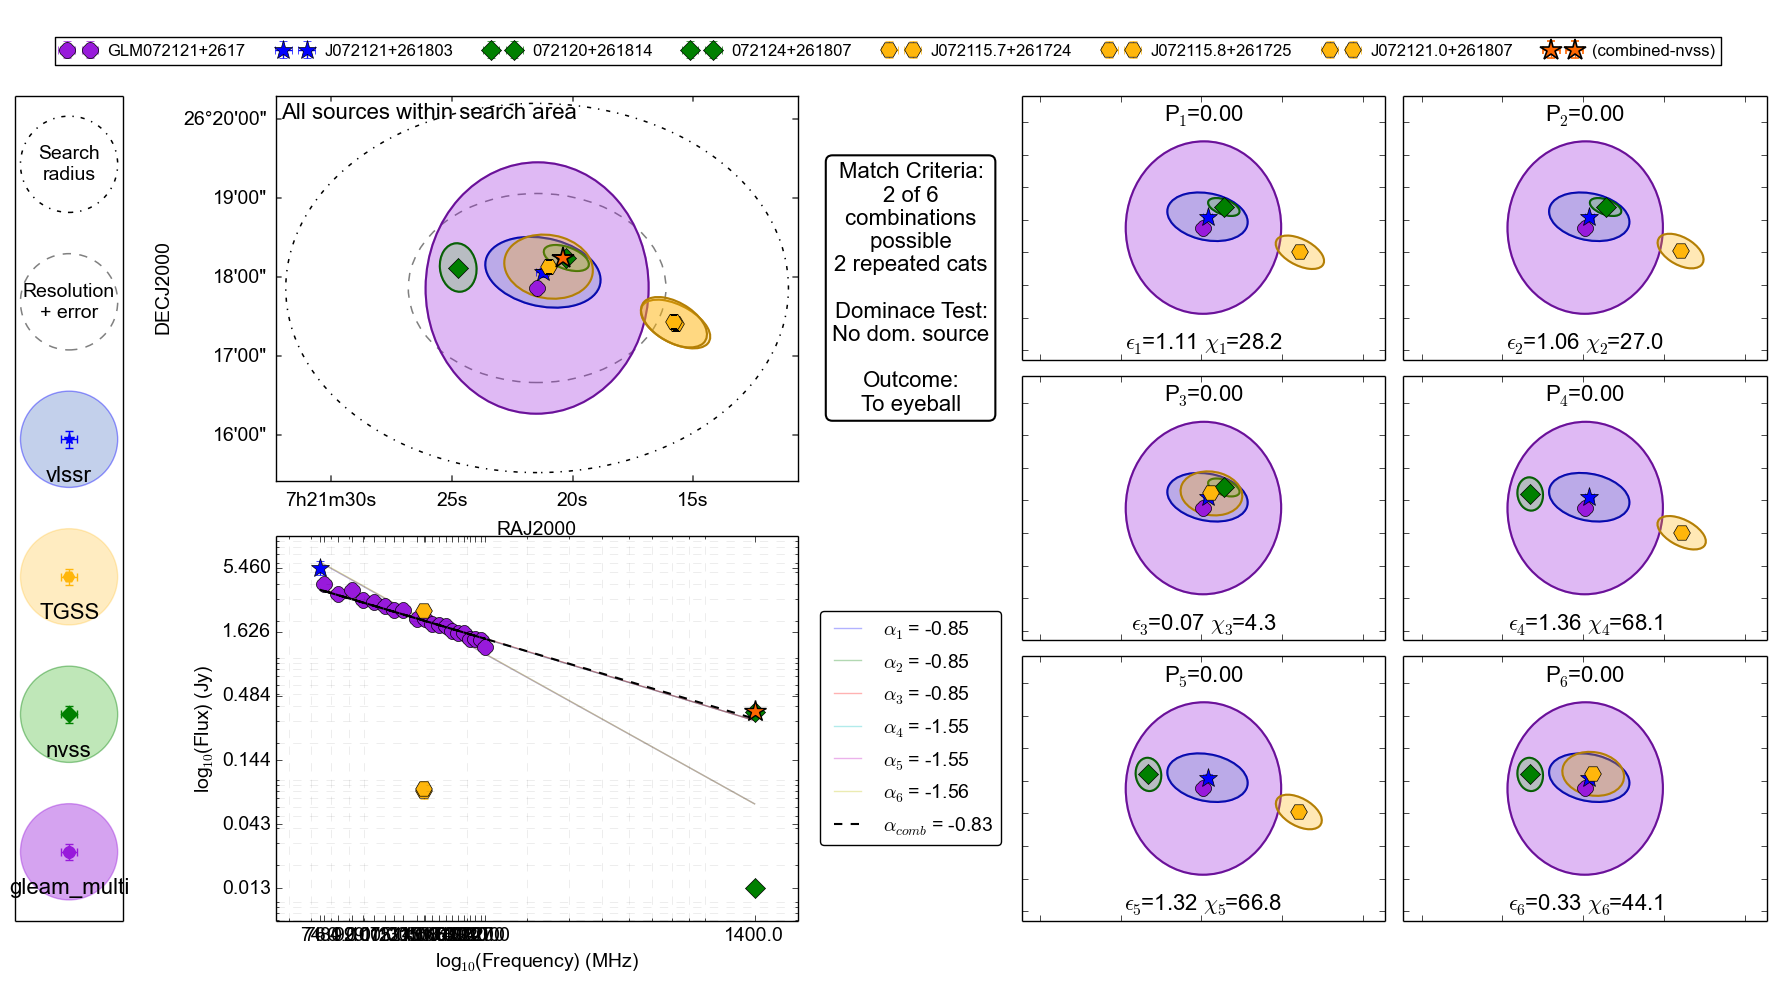 GLM072121+2617 J072121+261803 072120+261814 072124+261807 J072115.7+261724 J072115.8+261725 J072121.0+261807 (combined-nvss)
Search
radius
Resolution
+ error
vlssr
TGSS
nvss
gleam_multi
All sources within search area
DECJ2000
26°20'00"
19'00"
18'00"
17'00"
16'00"
7h21m30s 25s 20s 15s
RAJ2000
log10(Flux) (Jy)
5.460
1.626
0.484
0.144
0.043
0.013
1400.0
log10(Frequency) (MHz)
Match Criteria:
2 of 6
combinations
possible
2 repeated cats
Dominace Test:
No dom. source
Outcome:
To eyeball
α1 = -0.85
α2 = -0.85
α3 = -0.85
α4 = -1.55
α5 = -1.55
α6 = -1.56
αcomb = -0.83
P1=0.00
ϵ1=1.11 χ1=28.2
P2=0.00
ϵ2=1.06 χ2=27.0
P3=0.00
ϵ3=0.07 χ3=4.3
P4=0.00
ϵ4=1.36 χ4=68.1
P5=0.00
ϵ5=1.32 χ5=66.8
P6=0.00
ϵ6=0.33 χ6=44.1